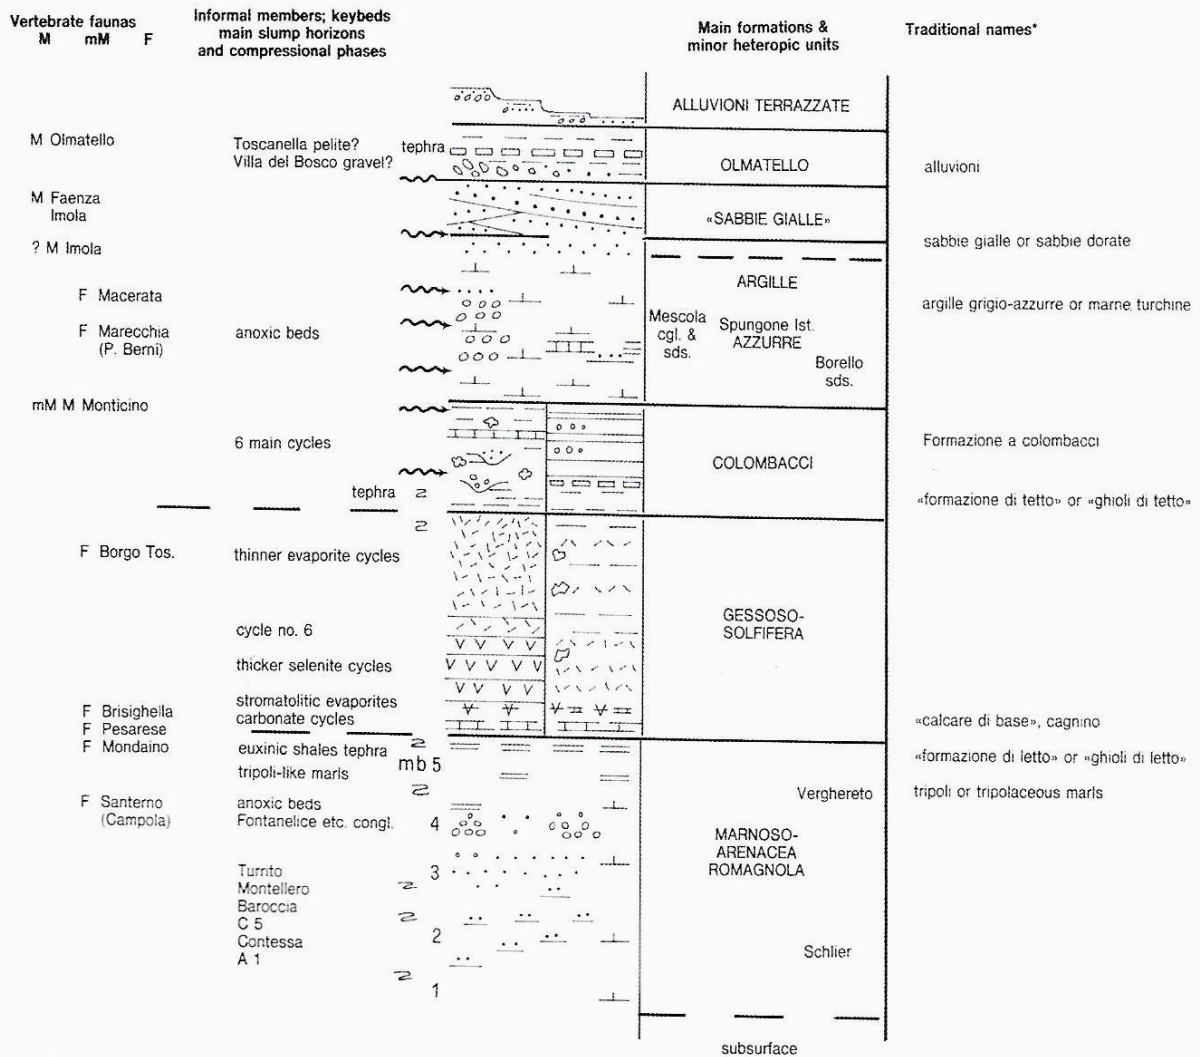 Vertebrate faunas
M mM F
Informal members; keybeds
main slump horizons
and compressional phases
Main formations &
minor heteropic units
Traditional names*
ALLUVIONI TERRAZZATE
M Olmatello
Toscanella pelite?
Villa del Bosco gravel?
tephra
OLMATELLO
alluvioni
M Faenza
Imola
«SABBIE GIALLE»
sabbie gialle or sabbie dorate
? M Imola
ARGILLE
F Macerata
argille grigio-azzurre or marne turchine
F Marecchia
(P. Berni)
anoxic beds
Mescola
cgl. &
sds.
Spungone lst.
AZZURRE
Borello
sds.
mM M Monticino
6 main cycles
COLOMBACCI
Formazione a colombacci
tephra
«formazione di tetto» or «ghioli di tetto»
F Borgo Tos.
thinner evaporite cycles
GESSOSO-
SOLFIFERA
cycle no. 6
thicker selenite cycles
stromatolitic evaporites
carbonate cycles
F Brisighella
F Pesarese
F Mondaino
«calcare di base», cagnino
euxinic shales tephra
mb 5
«formazione di letto» or «ghioli di letto»
tripoli-like marls
Verghereto
tripoli or tripolaceous marls
F Santerno
(Campola)
anoxic beds
Fontanelice etc. congl.
4
MARNOSO-
ARENACEA
ROMAGNOLA
3
Turrito
Montellero
Baroccia
C 5
Contessa
A 1
2
Schlier
1
subsurface